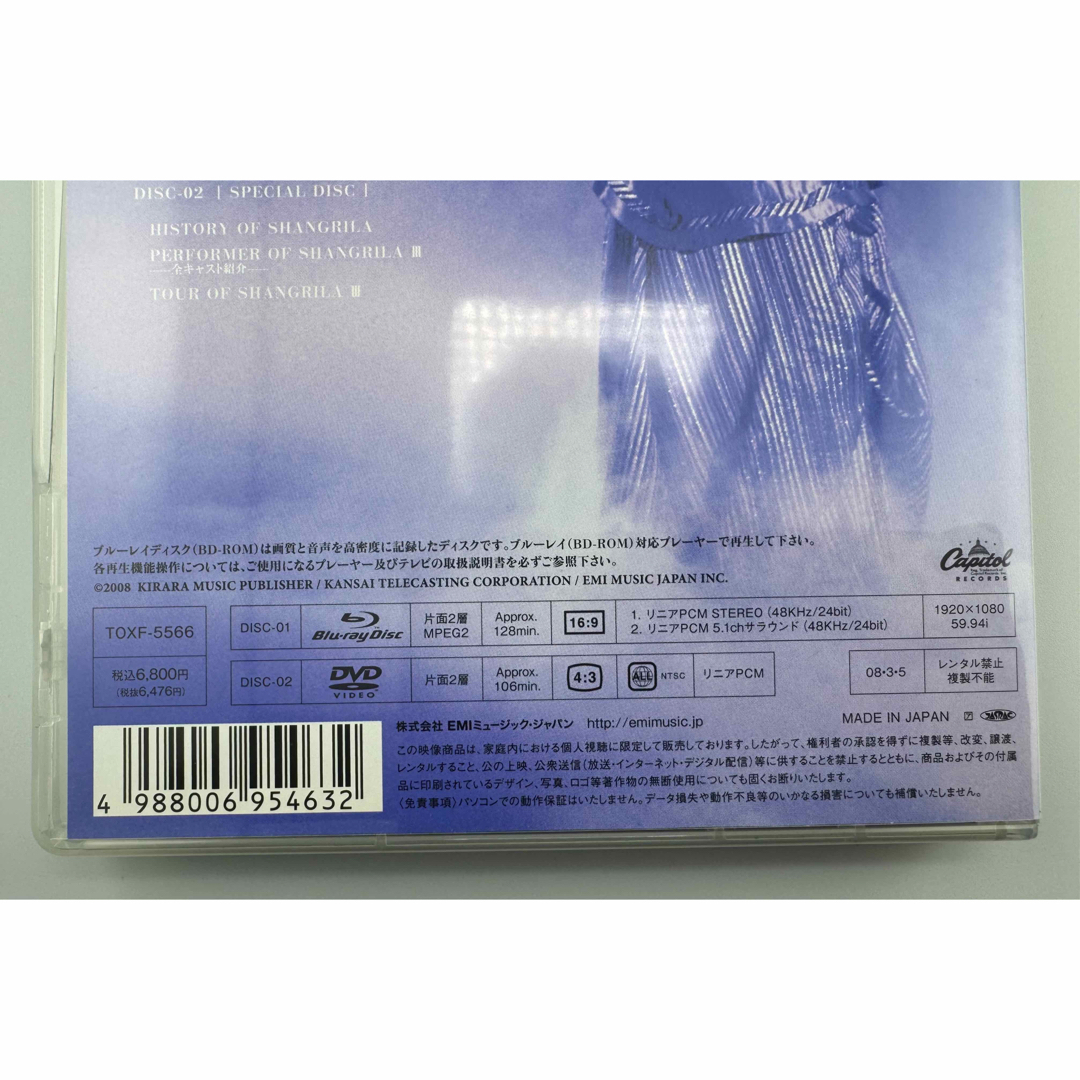 DISC-02 | SPECIAL DISC |
HISTORY OF SHANGRILA
PERFORMER OF SHANGRILA Ⅲ
——全キャスト紹介——
TOUR OF SHANGRILA Ⅲ
ブルーレイディスク(BD-ROM)は画質と音声を高密度に記録したディスクです。ブルーレイ(BD-ROM)対応プレーヤーで再生して下さい。
各再生機能操作については、ご使用になるプレーヤー及びテレビの取扱説明書を必ずご参照下さい。
©2008 KIRARA MUSIC PUBLISHER / KANSAI TELECASTING CORPORATION / EMI MUSIC JAPAN INC.
Capitol
RECORDS
TOXF-5566
DISC-01
Blu-ray Disc
片面2層
MPEG2
Approx.
128min.
16:9
1. リニアPCM STEREO (48KHz/24bit)
2. リニアPCM 5.1chサラウンド (48KHz/24bit)
1920×1080
59.94i
税込6,800円
(税抜6,476円)
DISC-02
DVD
VIDEO
片面2層
Approx.
106min.
4:3
ALL
NTSC
リニアPCM
08・3・5
レンタル禁止
複製不能
株式会社 EMIミュージック・ジャパン http://emimusic.jp
MADE IN JAPAN ア JASRAC
この映像商品は、家庭内における個人視聴に限定して販売しております。したがって、権利者の承認を得ずに複製等、改変、譲渡、
レンタルすること、公の上映、公衆送信(放送・インターネット・デジタル配信)等に供することを禁止するとともに、商品およびその付属
品に印刷されているデザイン、写真、ロゴ等著作物の無断使用についても固くお断りいたします。
〈免責事項〉パソコンでの動作保証はいたしません。データ損失や動作不良等のいかなる損害についても補償いたしません。
4 988006 954632